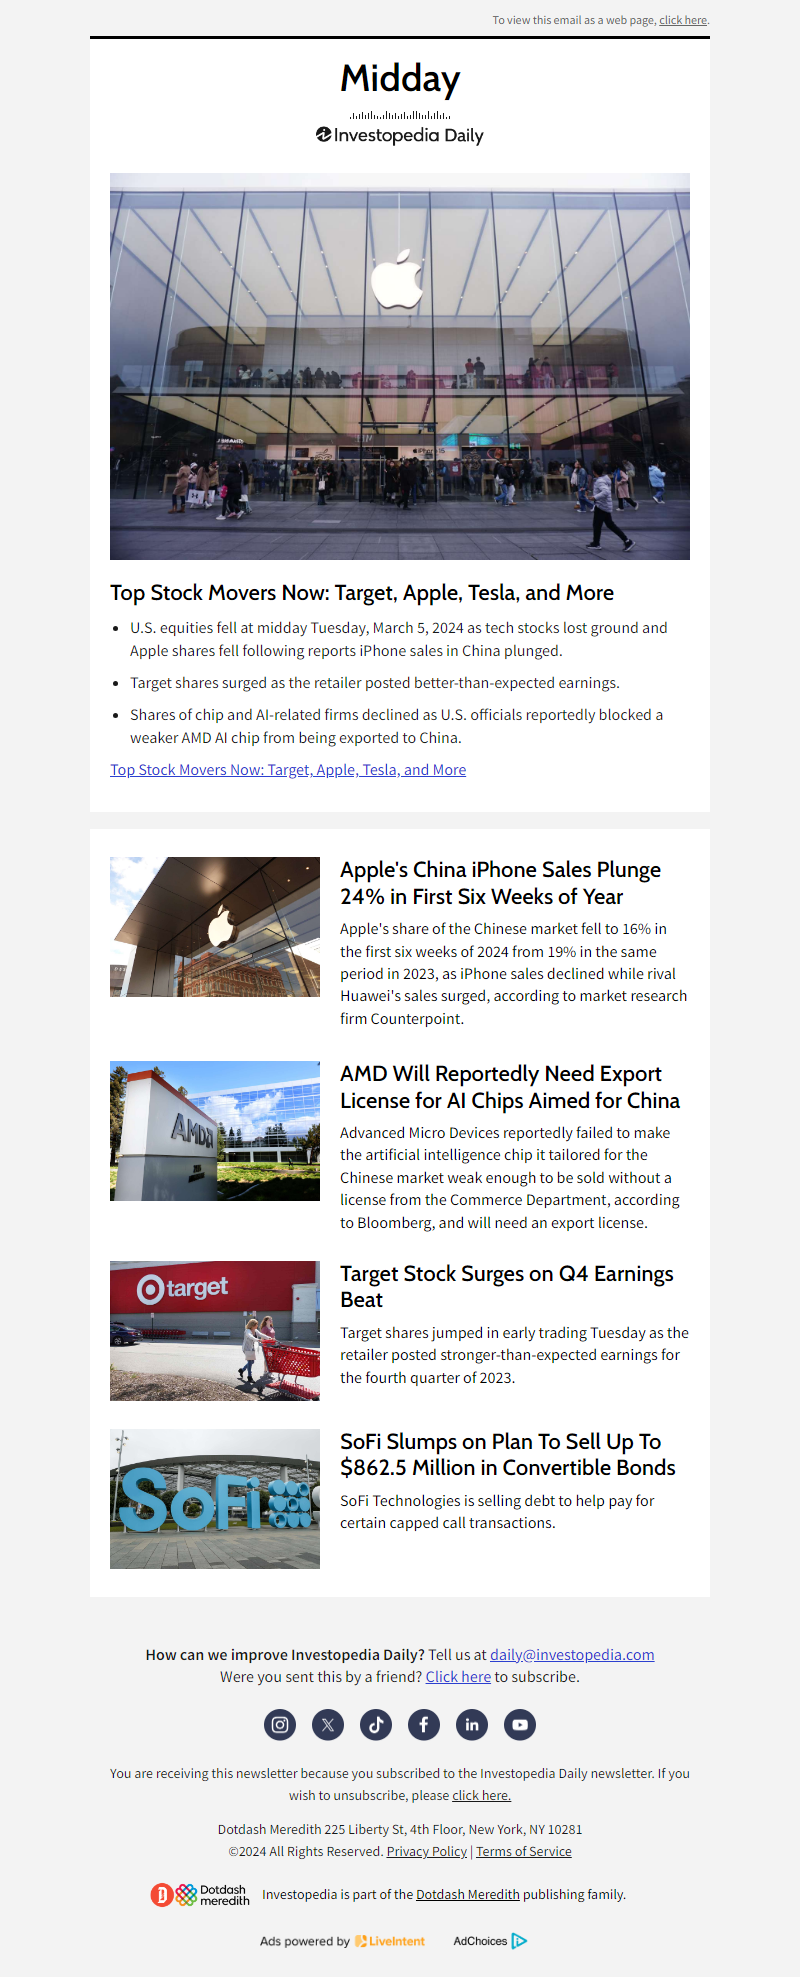 To view this email as a web page, click here.
Midday
Investopedia Daily
Top Stock Movers Now: Target, Apple, Tesla, and More
U.S. equities fell at midday Tuesday, March 5, 2024 as tech stocks lost ground and
Apple shares fell following reports iPhone sales in China plunged.
Target shares surged as the retailer posted better-than-expected earnings.
Shares of chip and AI-related firms declined as U.S. officials reportedly blocked a
weaker AMD AI chip from being exported to China.
Top Stock Movers Now: Target, Apple, Tesla, and More
Apple's China iPhone Sales Plunge
24% in First Six Weeks of Year
Apple's share of the Chinese market fell to 16% in
the first six weeks of 2024 from 19% in the same
period in 2023, as iPhone sales declined while rival
Huawei's sales surged, according to market research
firm Counterpoint.
AMD
AMD Will Reportedly Need Export
License for AI Chips Aimed for China
Advanced Micro Devices reportedly failed to make
the artificial intelligence chip it tailored for the
Chinese market weak enough to be sold without a
license from the Commerce Department, according
to Bloomberg, and will need an export license.
target
Target Stock Surges on Q4 Earnings
Beat
Target shares jumped in early trading Tuesday as the
retailer posted stronger-than-expected earnings for
the fourth quarter of 2023.
SoFi
SoFi Slumps on Plan To Sell Up To
$862.5 Million in Convertible Bonds
SoFi Technologies is selling debt to help pay for
certain capped call transactions.
How can we improve Investopedia Daily? Tell us at daily@investopedia.com
Were you sent this by a friend? Click here to subscribe.
You are receiving this newsletter because you subscribed to the Investopedia Daily newsletter. If you
wish to unsubscribe, please click here.
Dotdash Meredith 225 Liberty St, 4th Floor, New York, NY 10281
©2024 All Rights Reserved. Privacy Policy | Terms of Service
Dotdash
meredith
Investopedia is part of the Dotdash Meredith publishing family.
Ads powered by LiveIntent
AdChoices